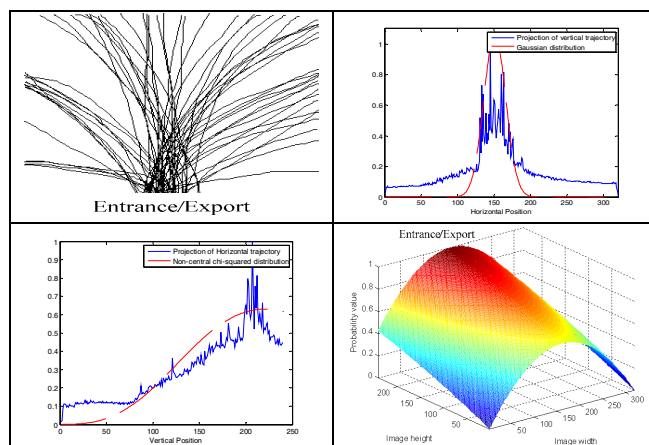 Entrance/Export
Projection of vertical trajectory
Gaussian distribution
1
0.8
0.6
0.4
0.2
0
0 50 100 150 200 250 300
Horizontal Position
Projection of Horizontal trajectory
Non-central chi-squared distribution
1
0.9
0.8
0.7
0.6
0.5
0.4
0.3
0.2
0.1
0
0 50 100 150 200 250
Vertical Position
Entrance/Export
Probability value
1
0.8
0.6
0.4
0.2
0
200
150
100
50
Image height
50
100
150
200
250
300
Image width